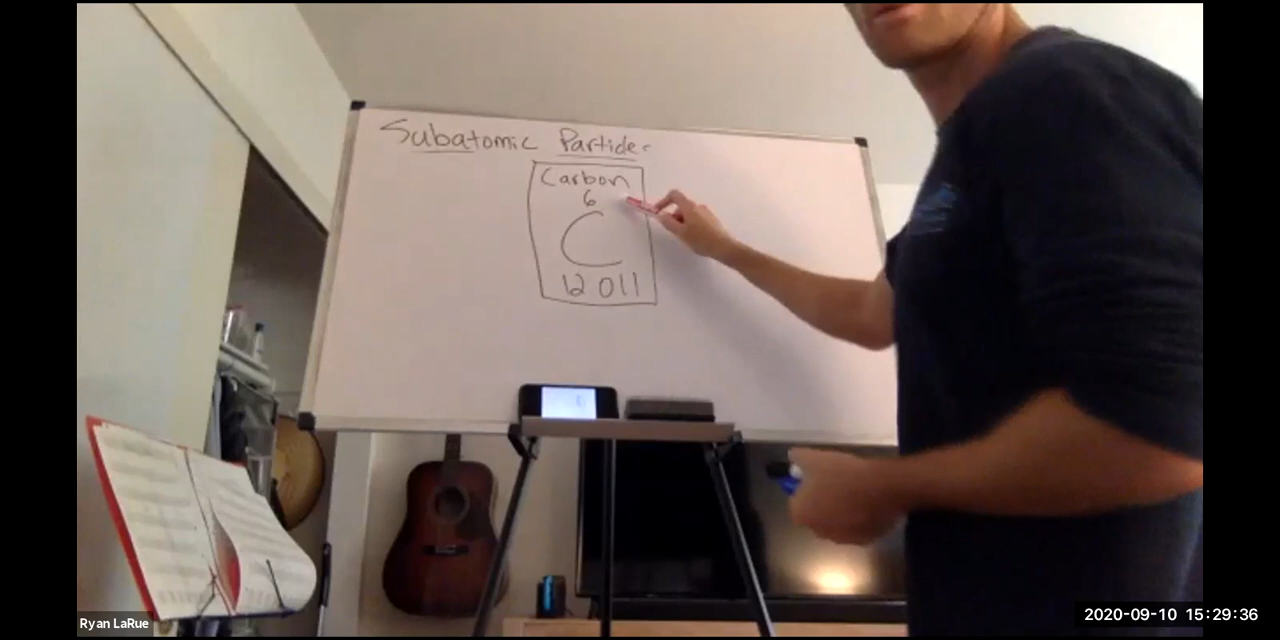 Subatomic Particles
Carbon
6
C
12 011
Ryan LaRue
2020-09-10 15:29:36